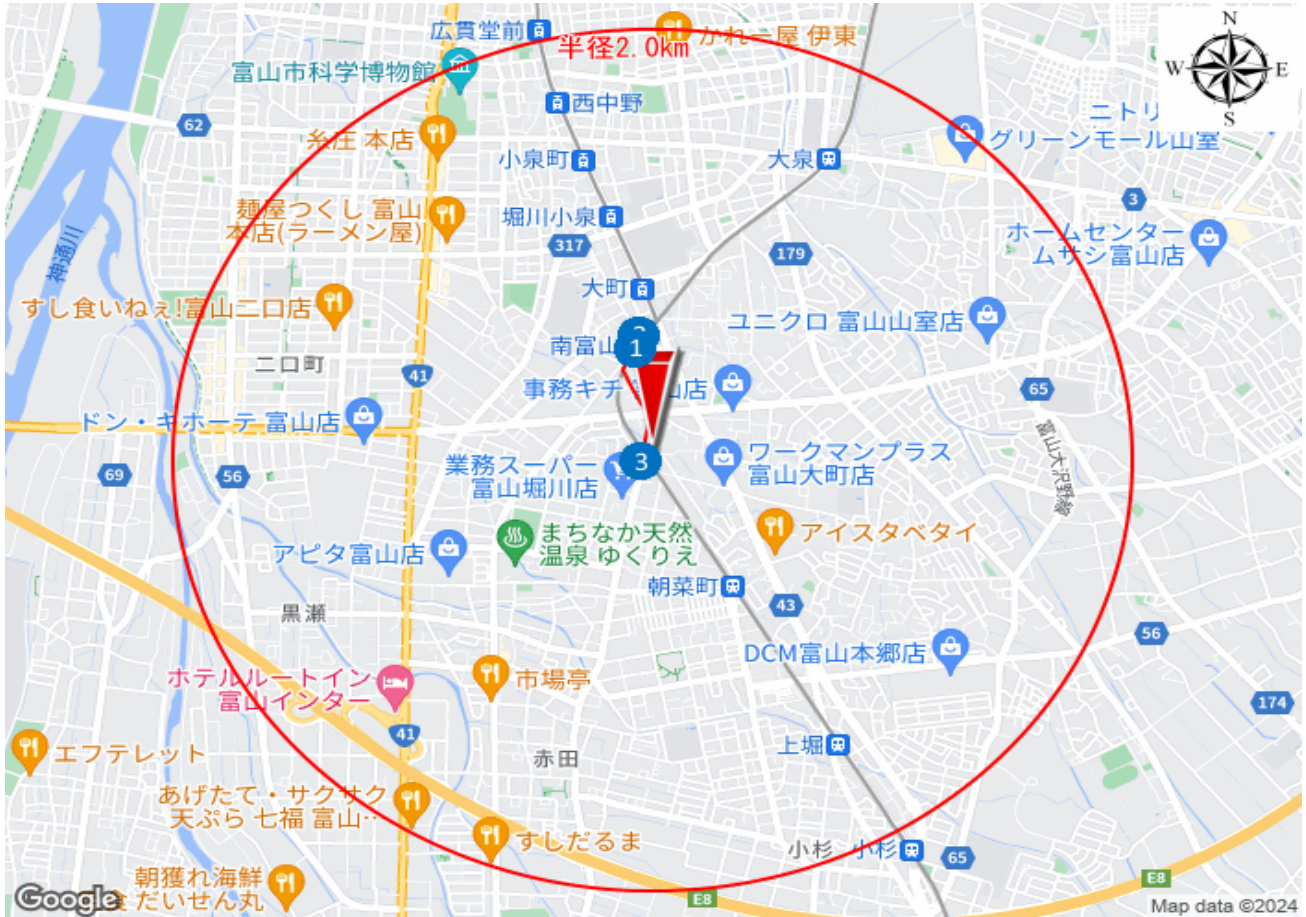 広貫堂前
かれー屋 伊東
半径2.0km
N
W
E
S
富山市科学博物館
西中野
62
ニトリ
グリーンモール山室
糸庄 本店
小泉町
大泉
3
麺屋つくし 富山
本店(ラーメン屋)
堀川小泉
317
179
ホームセンター
ムサシ富山店
神通川
大町
すし食いねぇ!富山二口店
ユニクロ 富山山室店
南富山
1
二口町
41
事務キチ
山店
65
ドン・キホーテ 富山店
富山大沢野線
69
56
業務スーパー
富山堀川店
3
ワークマンプラス
富山大町店
まちなか天然
温泉 ゆくりえ
アイスタベタイ
アピタ富山店
朝菜町
43
黒瀬
56
DCM富山本郷店
ホテルルートイン
富山インター
市場亭
174
41
エフテレット
赤田
上堀
あげたて・サクサク
天ぷら 七福 富山…
すしだるま
小杉
小杉
65
朝獲れ海鮮
だいせん丸
E8
E8
Google
Map data ©2024